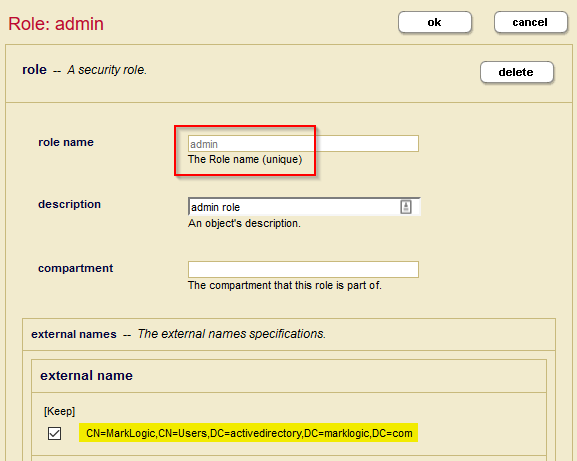 Role: admin
ok
cancel
role -- A security role.
delete
role name
admin
The Role name (unique)
description
admin role
An object's description.
compartment
The compartment that this role is part of.
external names -- The external names specifications.
external name
[Keep]
CN=MarkLogic,CN=Users,DC=activedirectory,DC=marklogic,DC=com